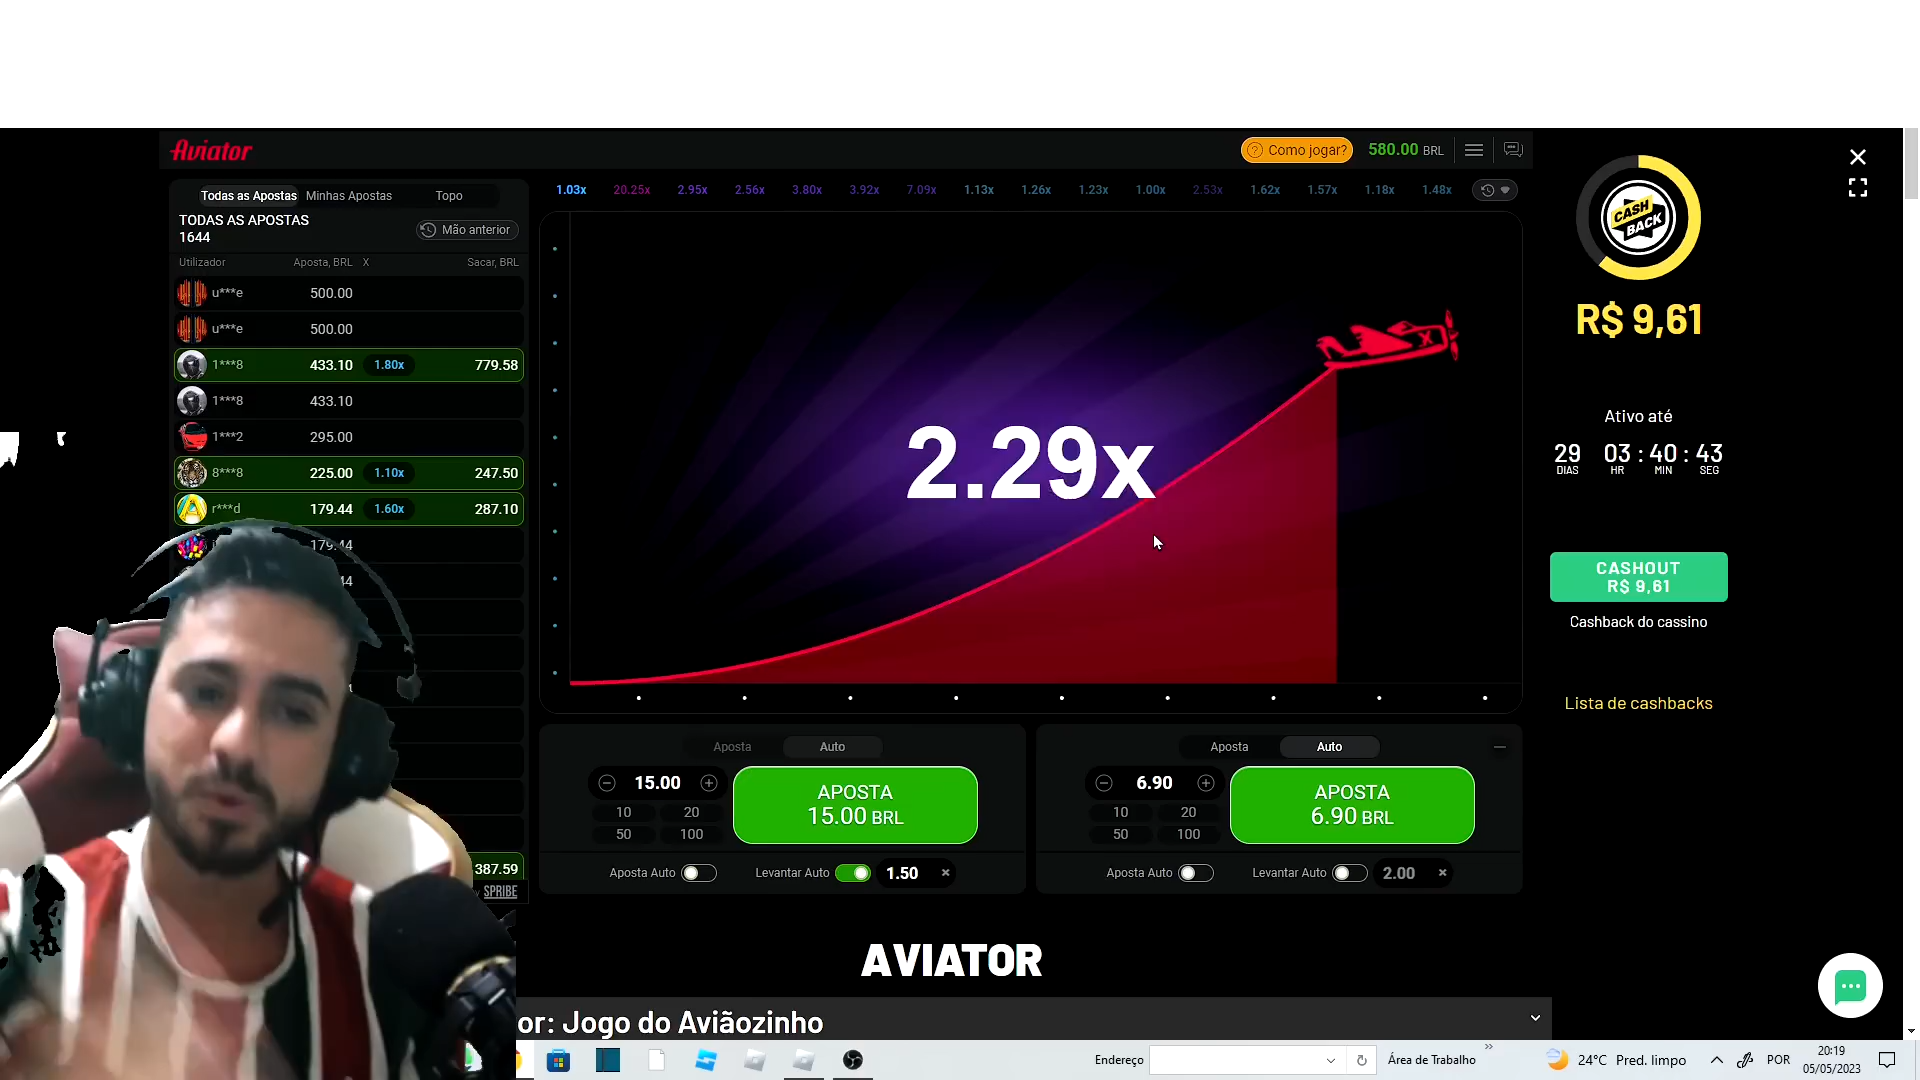 Aviator
? Como jogar?
580.00 BRL
Todas as Apostas Minhas Apostas Topo
1.03x 20.25x 2.95x 2.56x 3.80x 3.92x 7.09x 1.13x 1.26x 1.23x 1.00x 2.53x 1.62x 1.57x 1.18x 1.48x
TODAS AS APOSTAS
1644
Mão anterior
Utilizador Aposta, BRL X Sacar, BRL
u***e 500.00
u***e 500.00
1***8 433.10 1.80x 779.58
1***8 433.10
1***2 295.00
8***8 225.00 1.10x 247.50
r***d 179.44 1.60x 287.10
179.44
44
387.59
SPRIBE
2.29x
X
Aposta Auto
15.00
10 20
50 100
APOSTA
15.00 BRL
Aposta Auto
Levantar Auto 1.50
Aposta Auto
6.90
10 20
50 100
APOSTA
6.90 BRL
Aposta Auto
Levantar Auto 2.00
CASH
BACK
R$ 9,61
Ativo até
29 03 : 40 : 43
DIAS HR MIN SEG
CASHOUT
R$ 9,61
Cashback do cassino
Lista de cashbacks
AVIATOR
or: Jogo do Aviãozinho
Endereço
Área de Trabalho
24°C Pred. limpo
POR
20:19
05/05/2023